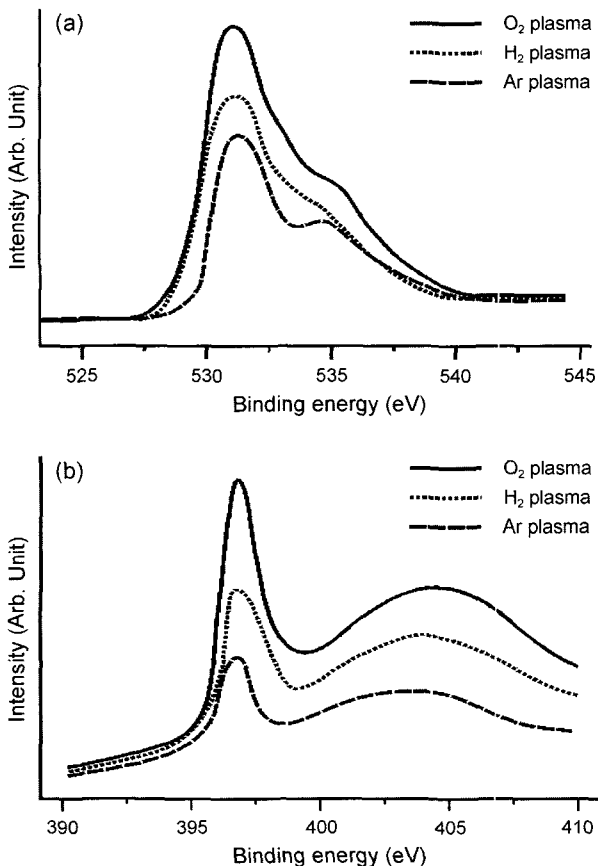 (a)
O₂ plasma
H₂ plasma
Ar plasma
Intensity (Arb. Unit)
525 530 535 540 545
Binding energy (eV)
(b)
O₂ plasma
H₂ plasma
Ar plasma
Intensity (Arb. Unit)
390 395 400 405 410
Binding energy (eV)